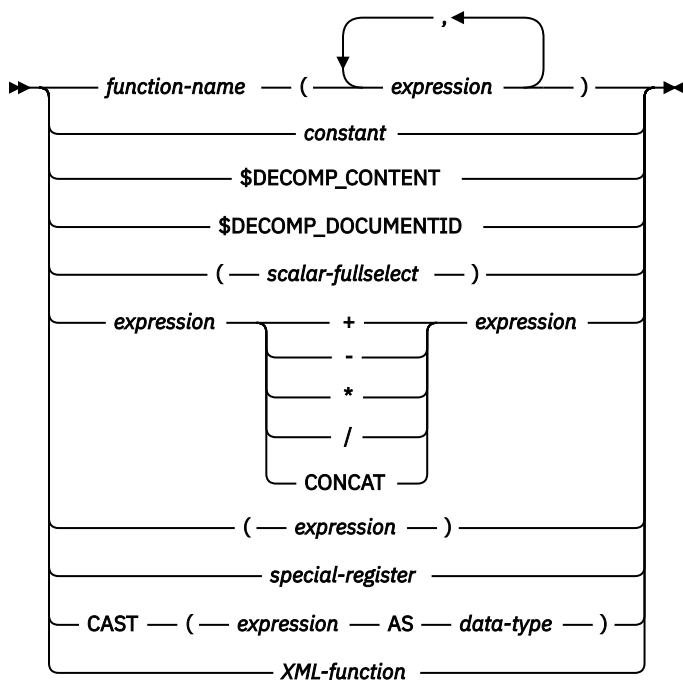 ,
function-name ( expression )
constant
$DECOMP_CONTENT
$DECOMP_DOCUMENTID
( scalar-fullselect )
expression + expression
-
*
/
CONCAT
( expression )
special-register
CAST ( expression AS data-type )
XML-function